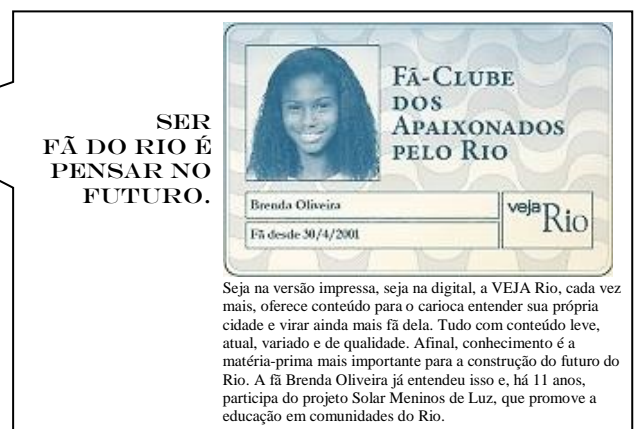 SER
FÃ DO RIO É
PENSAR NO
FUTURO.
FÃ-CLUBE
DOS
APAIXONADOS
PELO RIO
Brenda Oliveira
Fã desde 30/4/2001
veja Rio
Seja na versão impressa, seja na digital, a VEJA Rio, cada vez
mais, oferece conteúdo para o carioca entender sua própria
cidade e virar ainda mais fã dela. Tudo com conteúdo leve,
atual, variado e de qualidade. Afinal, conhecimento é a
matéria-prima mais importante para a construção do futuro do
Rio. A fã Brenda Oliveira já entendeu isso e, há 11 anos,
participa do projeto Solar Meninos de Luz, que promove a
educação em comunidades do Rio.